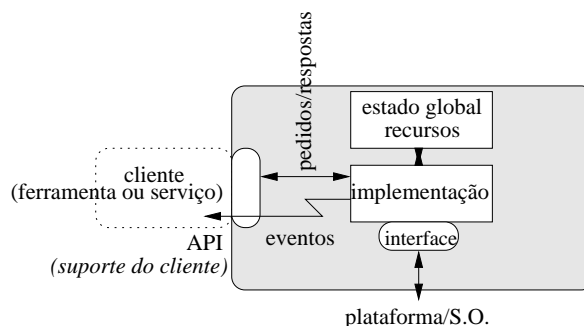 pedidos/respostas
estado global
recursos
cliente
(ferramenta ou serviço)
implementação
API
eventos
interface
(suporte do cliente)
plataforma/S.O.